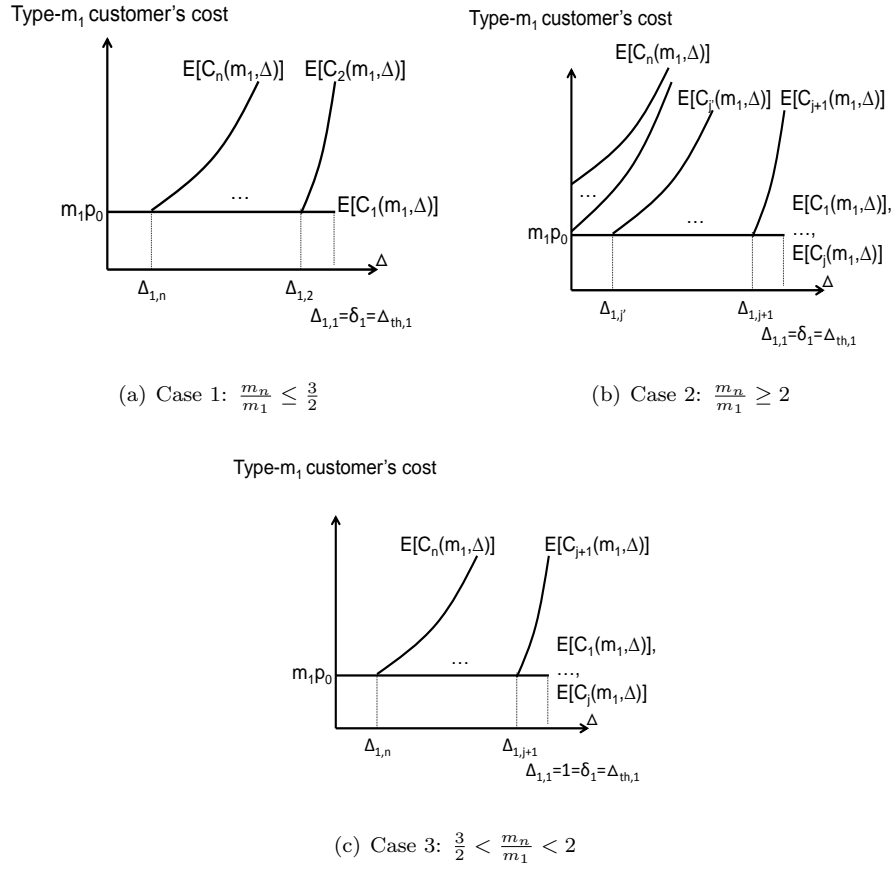 Type-m₁ customer's cost
E[Cₙ(m₁,Δ)] E[C₂(m₁,Δ)]
...
m₁p₀ E[C₁(m₁,Δ)]
Δ
Δ₁,ₙ Δ₁,₂
Δ₁,₁=δ₁=Δₜₕ,₁
(a) Case 1: mₙ/m₁ ≤ 3/2
Type-m₁ customer's cost
E[Cₙ(m₁,Δ)]
E[Cⱼ'(m₁,Δ)] E[Cⱼ₊₁(m₁,Δ)]
...
... E[C₁(m₁,Δ)],
m₁p₀ ...,
E[Cⱼ(m₁,Δ)]
Δ
Δ₁,ⱼ' Δ₁,ⱼ₊₁
Δ₁,₁=δ₁=Δₜₕ,₁
(b) Case 2: mₙ/m₁ ≥ 2
Type-m₁ customer's cost
E[Cₙ(m₁,Δ)] E[Cⱼ₊₁(m₁,Δ)]
... E[C₁(m₁,Δ)],
m₁p₀ ...,
E[Cⱼ(m₁,Δ)]
Δ
Δ₁,ₙ Δ₁,ⱼ₊₁
Δ₁,₁=1=δ₁=Δₜₕ,₁
(c) Case 3: 3/2 < mₙ/m₁ < 2